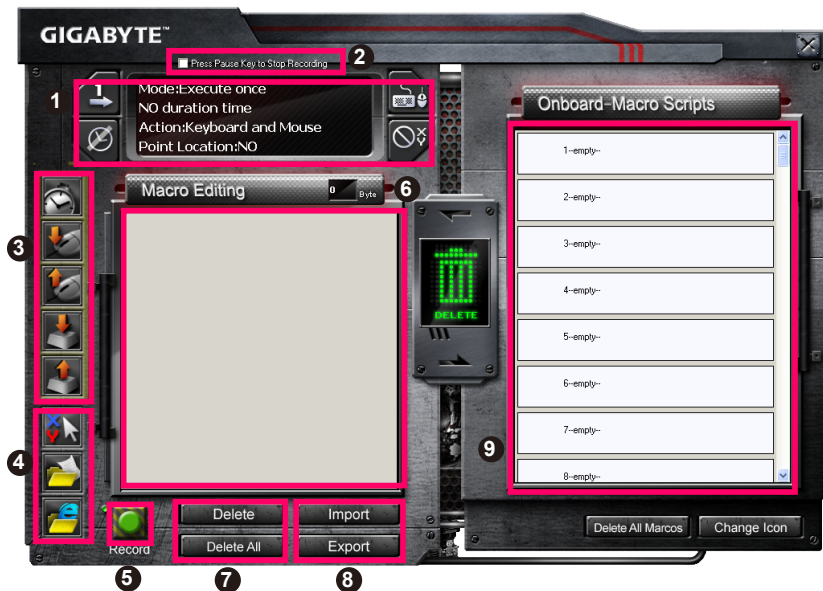 GIGABYTE™
Press Pause Key to Stop Recording
2
1
1
Mode:Execute once
NO duration time
Action:Keyboard and Mouse
Point Location:NO
X
Y
Onboard-Macro Scripts
Macro Editing
0
Byte
6
3
DELETE
1--empty--
2--empty--
3--empty--
4--empty--
5--empty--
6--empty--
7--empty--
8--empty--
9
X
Y
4
Record
5
Delete
Delete All
7
Import
Export
8
Delete All Marcos
Change Icon